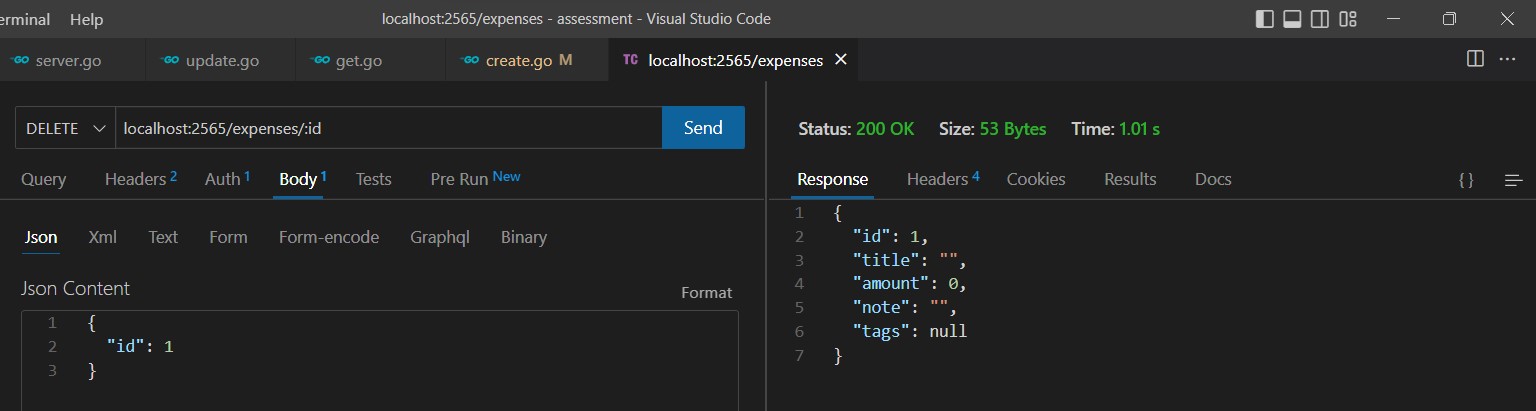 erminal Help localhost:2565/expenses - assessment - Visual Studio Code
GO server.go GO update.go GO get.go GO create.go M TC localhost:2565/expenses
DELETE localhost:2565/expenses/:id Send
Query Headers 2 Auth 1 Body 1 Tests Pre Run New
Json Xml Text Form Form-encode Graphql Binary
Json Content
Format
1 {
2 "id": 1
3 }
Status: 200 OK Size: 53 Bytes Time: 1.01 s
Response Headers 4 Cookies Results Docs {}
1 {
2 "id": 1,
3 "title": "",
4 "amount": 0,
5 "note": "",
6 "tags": null
7 }